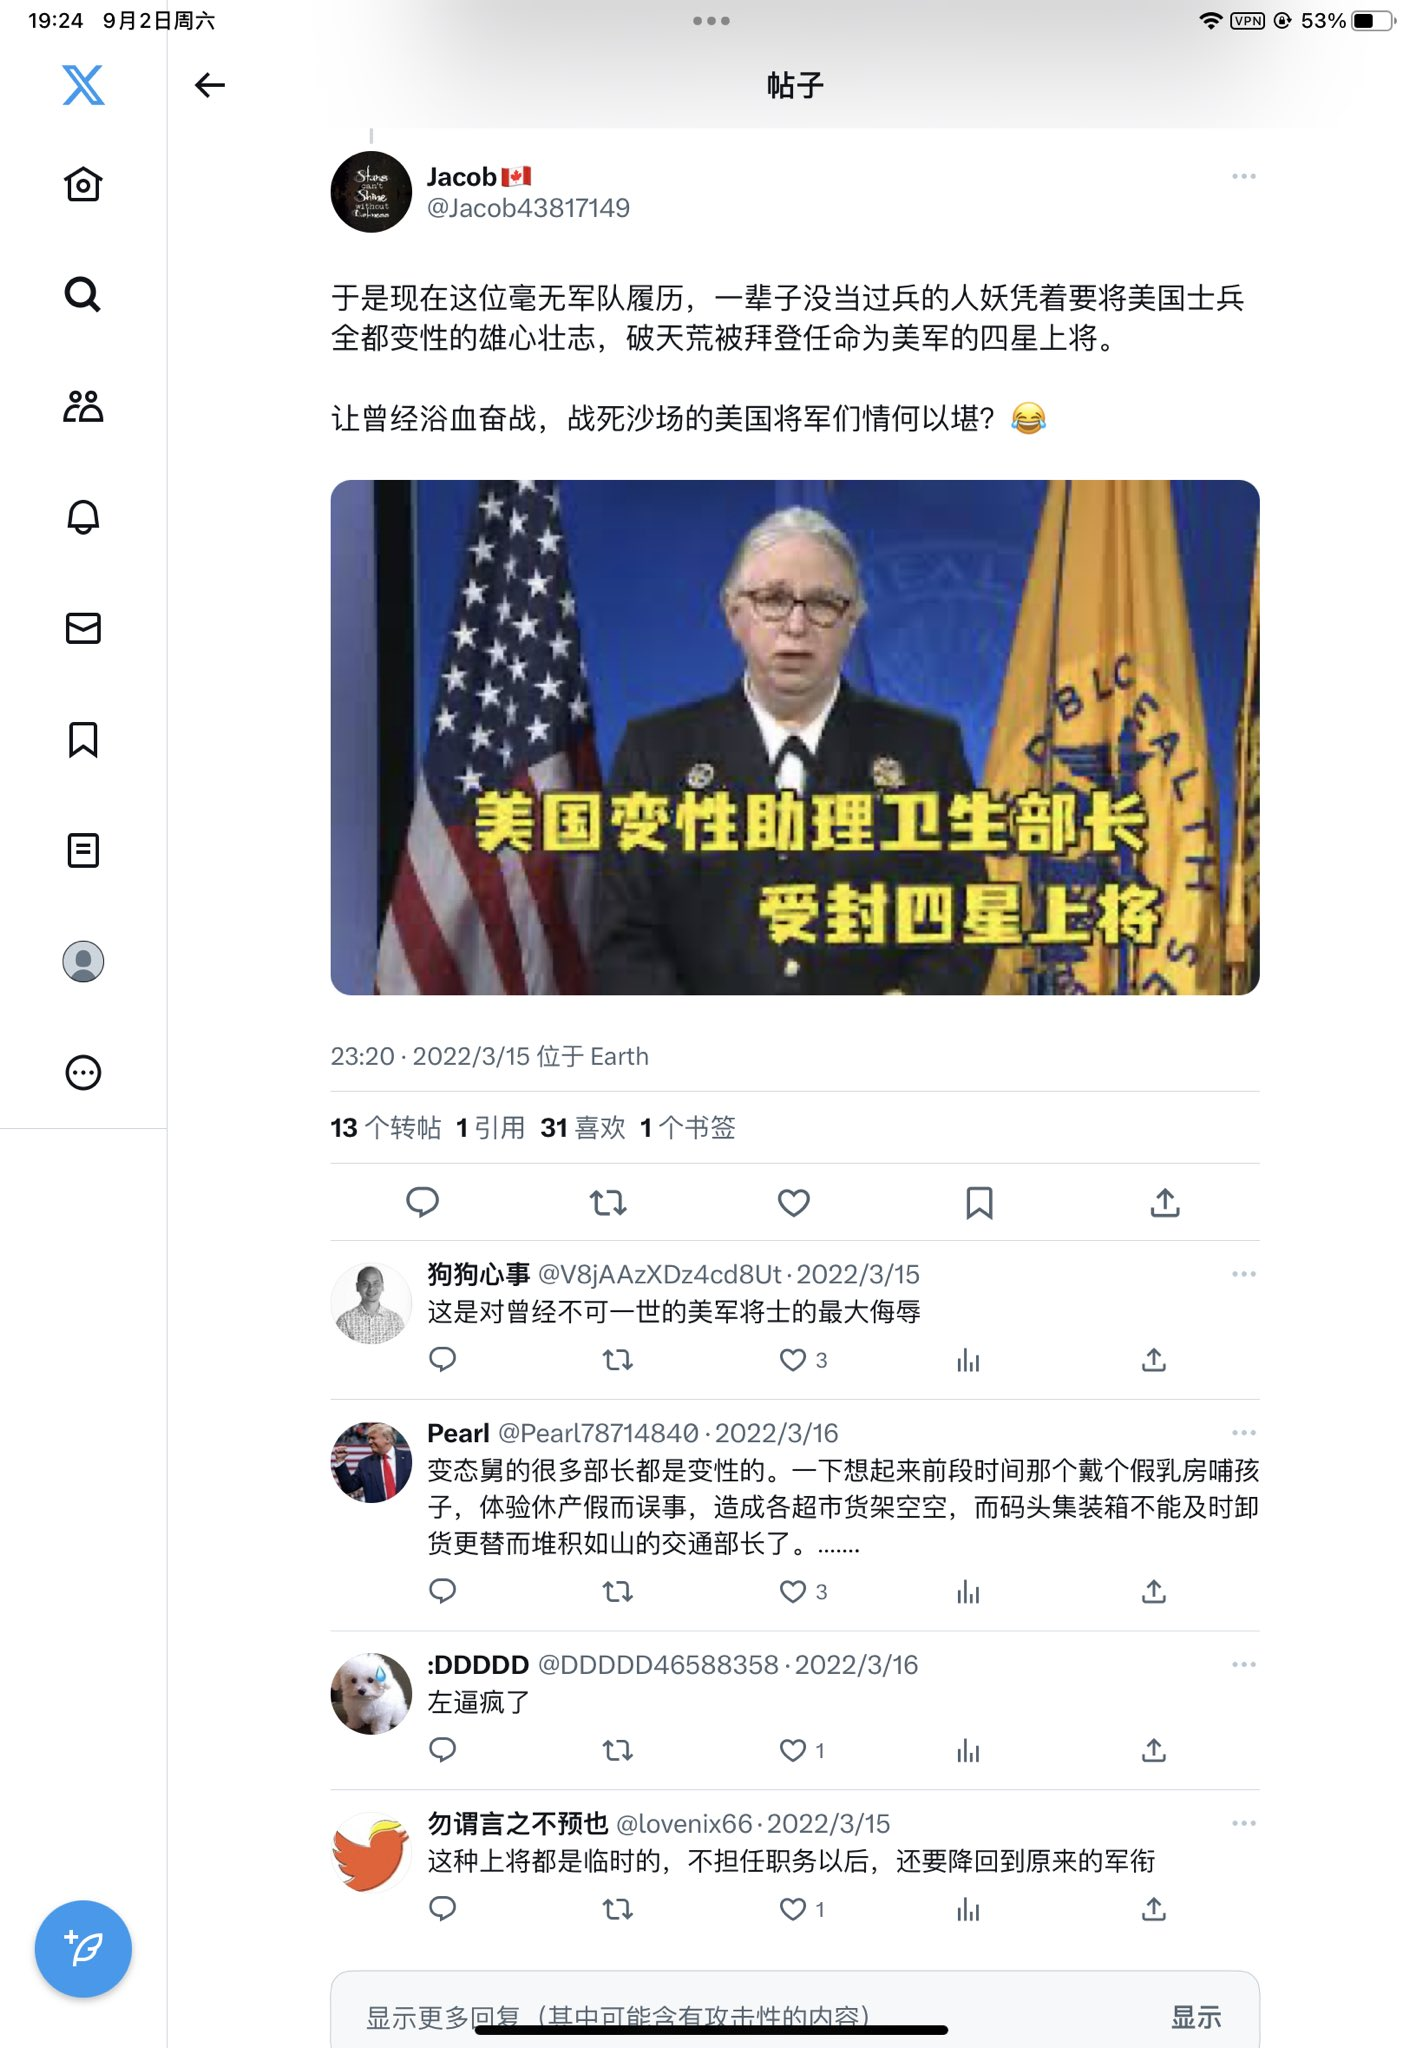 19:24 9月2日周六
VPN 53%
帖子
Stars
can't
Shine
without
Darkness
Jacob🇨🇦
@Jacob43817149
于是现在这位毫无军队履历，一辈子没当过兵的人妖凭着要将美国士兵
全都变性的雄心壮志，破天荒被拜登任命为美军的四星上将。
让曾经浴血奋战，战死沙场的美国将军们情何以堪？😂
美国变性助理卫生部长
受封四星上将
23:20 · 2022/3/15 位于 Earth
13 个转帖 1 引用 31 喜欢 1 个书签
狗狗心事 @V8jAAzXDz4cd8Ut · 2022/3/15
这是对曾经不可一世的美军将士的最大侮辱
3
Pearl @Pearl78714840 · 2022/3/16
变态舅的很多部长都是变性的。一下想起来前段时间那个戴个假乳房哺孩
子，体验休产假而误事，造成各超市货架空空，而码头集装箱不能及时卸
货更替而堆积如山的交通部长了。.......
3
:DDDDD @DDDDD46588358 · 2022/3/16
左逼疯了
1
勿谓言之不预也 @lovenix66 · 2022/3/15
这种上将都是临时的，不担任职务以后，还要降回到原来的军衔
1
显示更多回复（其中可能含有攻击性的内容） 显示